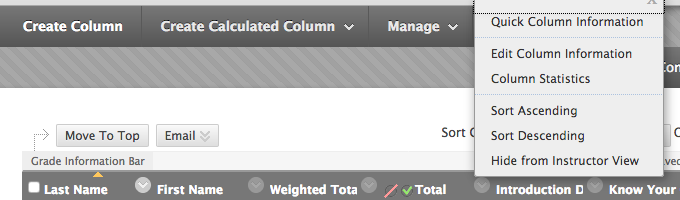 Create Column Create Calculated Column Manage
Quick Column Information
Edit Column Information
Column Statistics
Sort Ascending
Sort Descending
Hide from Instructor View
Move To Top Email Sort
Grade Information Bar
Last Name First Name Weighted Tota Total Introduction D Know Your